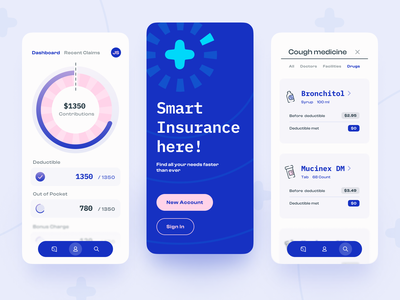 Dashboard Recent Claims JS
$1350
Contributions
Deductible
1350 / 1350
Out of Pocket
780 / 1350
Bonus Change
Smart
Insurance
here!
Find all your needs faster
than ever
New Account
Sign In
Cough medicine
All Doctors Facilities Drugs
Bronchitol
Syrup · 100 ml
Before deductible $2.95
Deductible met $0
Mucinex DM
Tab · 68 Count
Before deductible $3.49
Deductible met $0